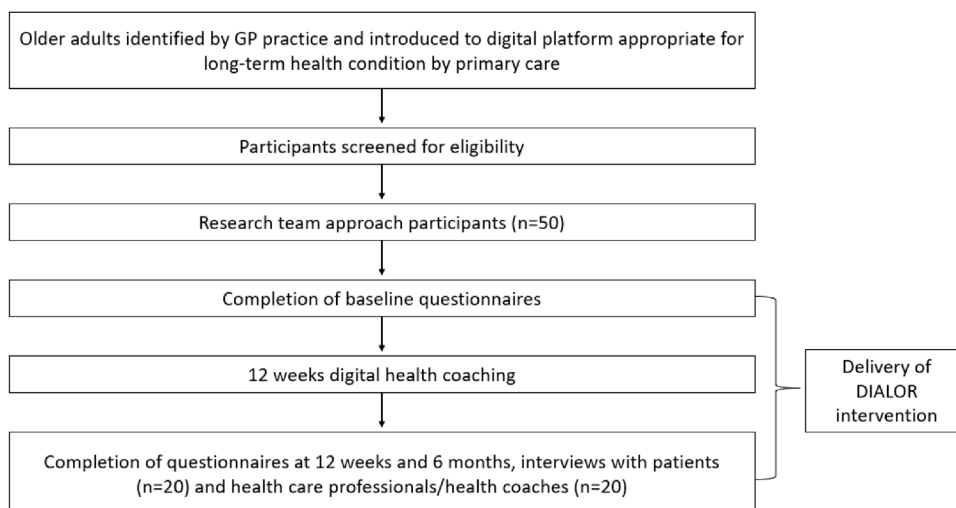 Older adults identified by GP practice and introduced to digital platform appropriate for
long-term health condition by primary care
Participants screened for eligibility
Research team approach participants (n=50)
Completion of baseline questionnaires
12 weeks digital health coaching
Completion of questionnaires at 12 weeks and 6 months, interviews with patients
(n=20) and health care professionals/health coaches (n=20)
Delivery of
DIALOR
intervention